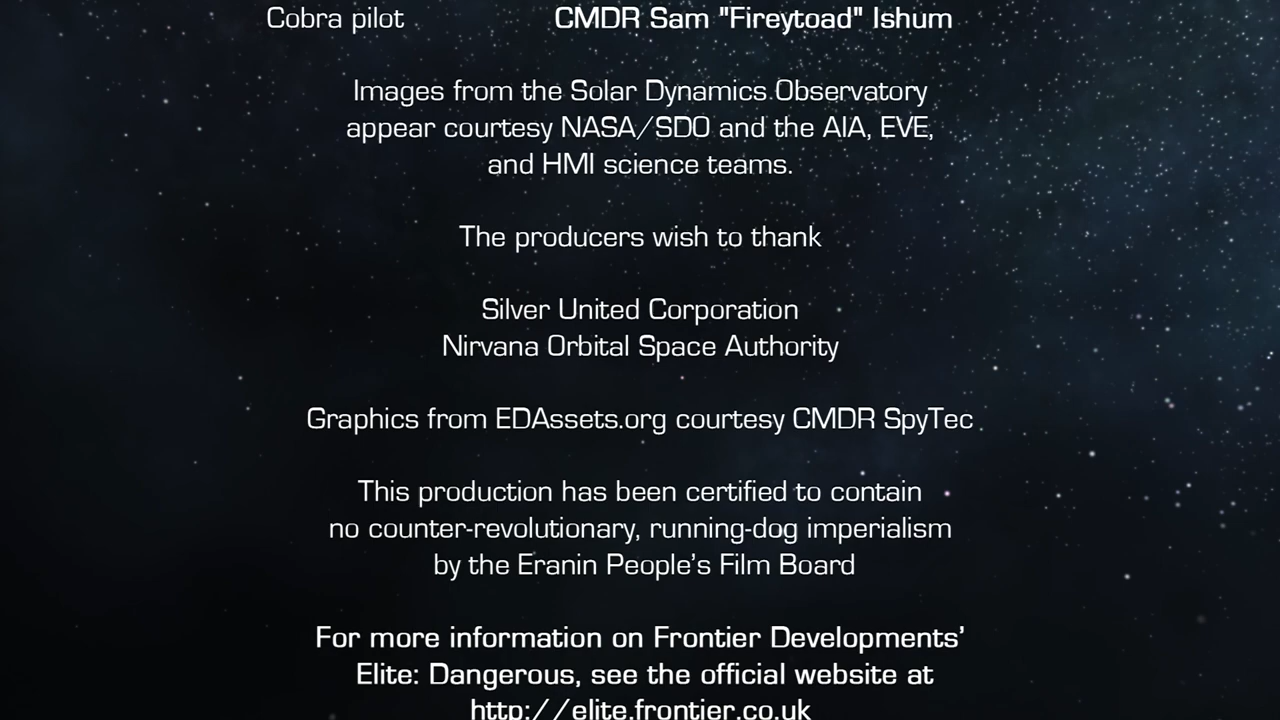 Cobra pilot CMDR Sam "Fireytoad" Ishum
Images from the Solar Dynamics Observatory
appear courtesy NASA/SDO and the AIA, EVE,
and HMI science teams.
The producers wish to thank
Silver United Corporation
Nirvana Orbital Space Authority
Graphics from EDAssets.org courtesy CMDR SpyTec
This production has been certified to contain
no counter-revolutionary, running-dog imperialism
by the Eranin People’s Film Board
For more information on Frontier Developments’
Elite: Dangerous, see the official website at
http://elite.frontier.co.uk